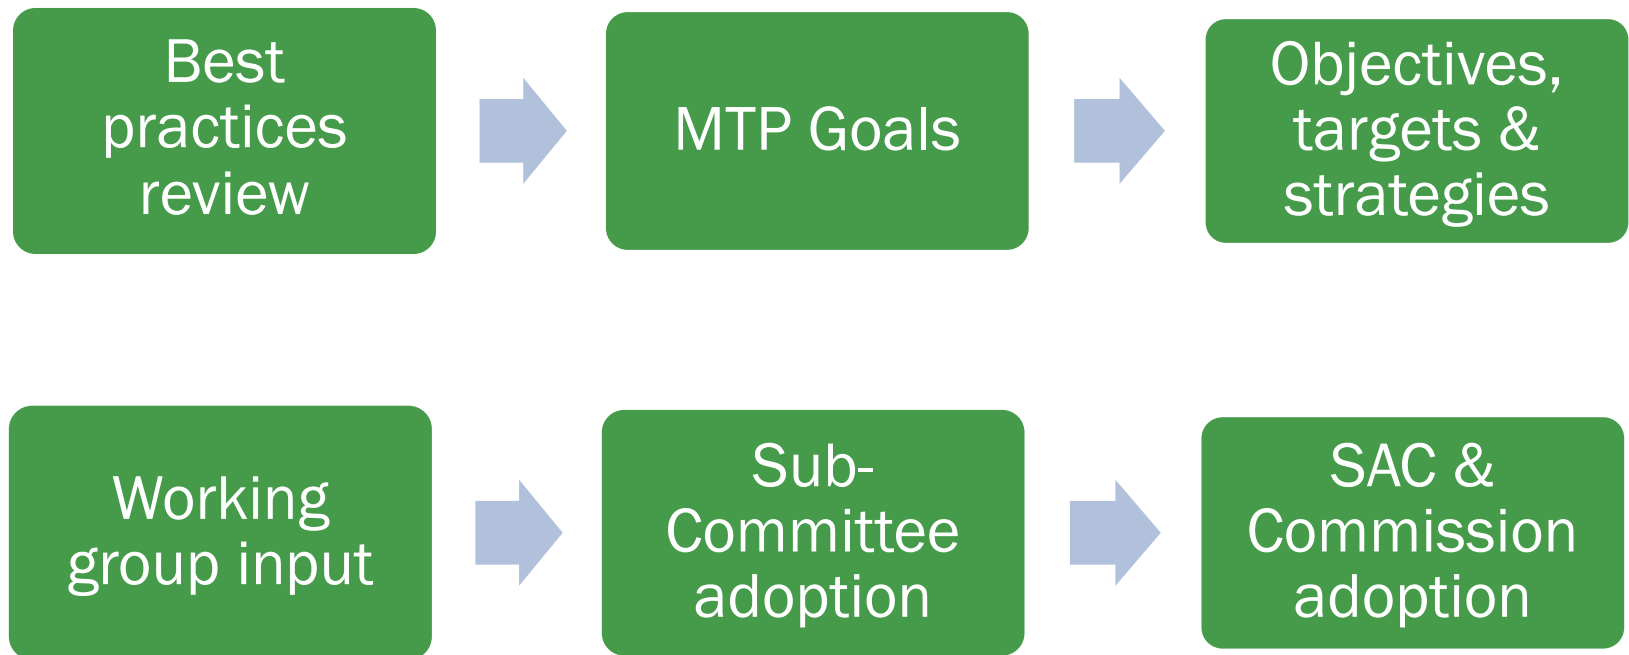 Best
practices
review
MTP Goals
Objectives,
targets &
strategies
Working
group input
Sub-
Committee
adoption
SAC &
Commission
adoption